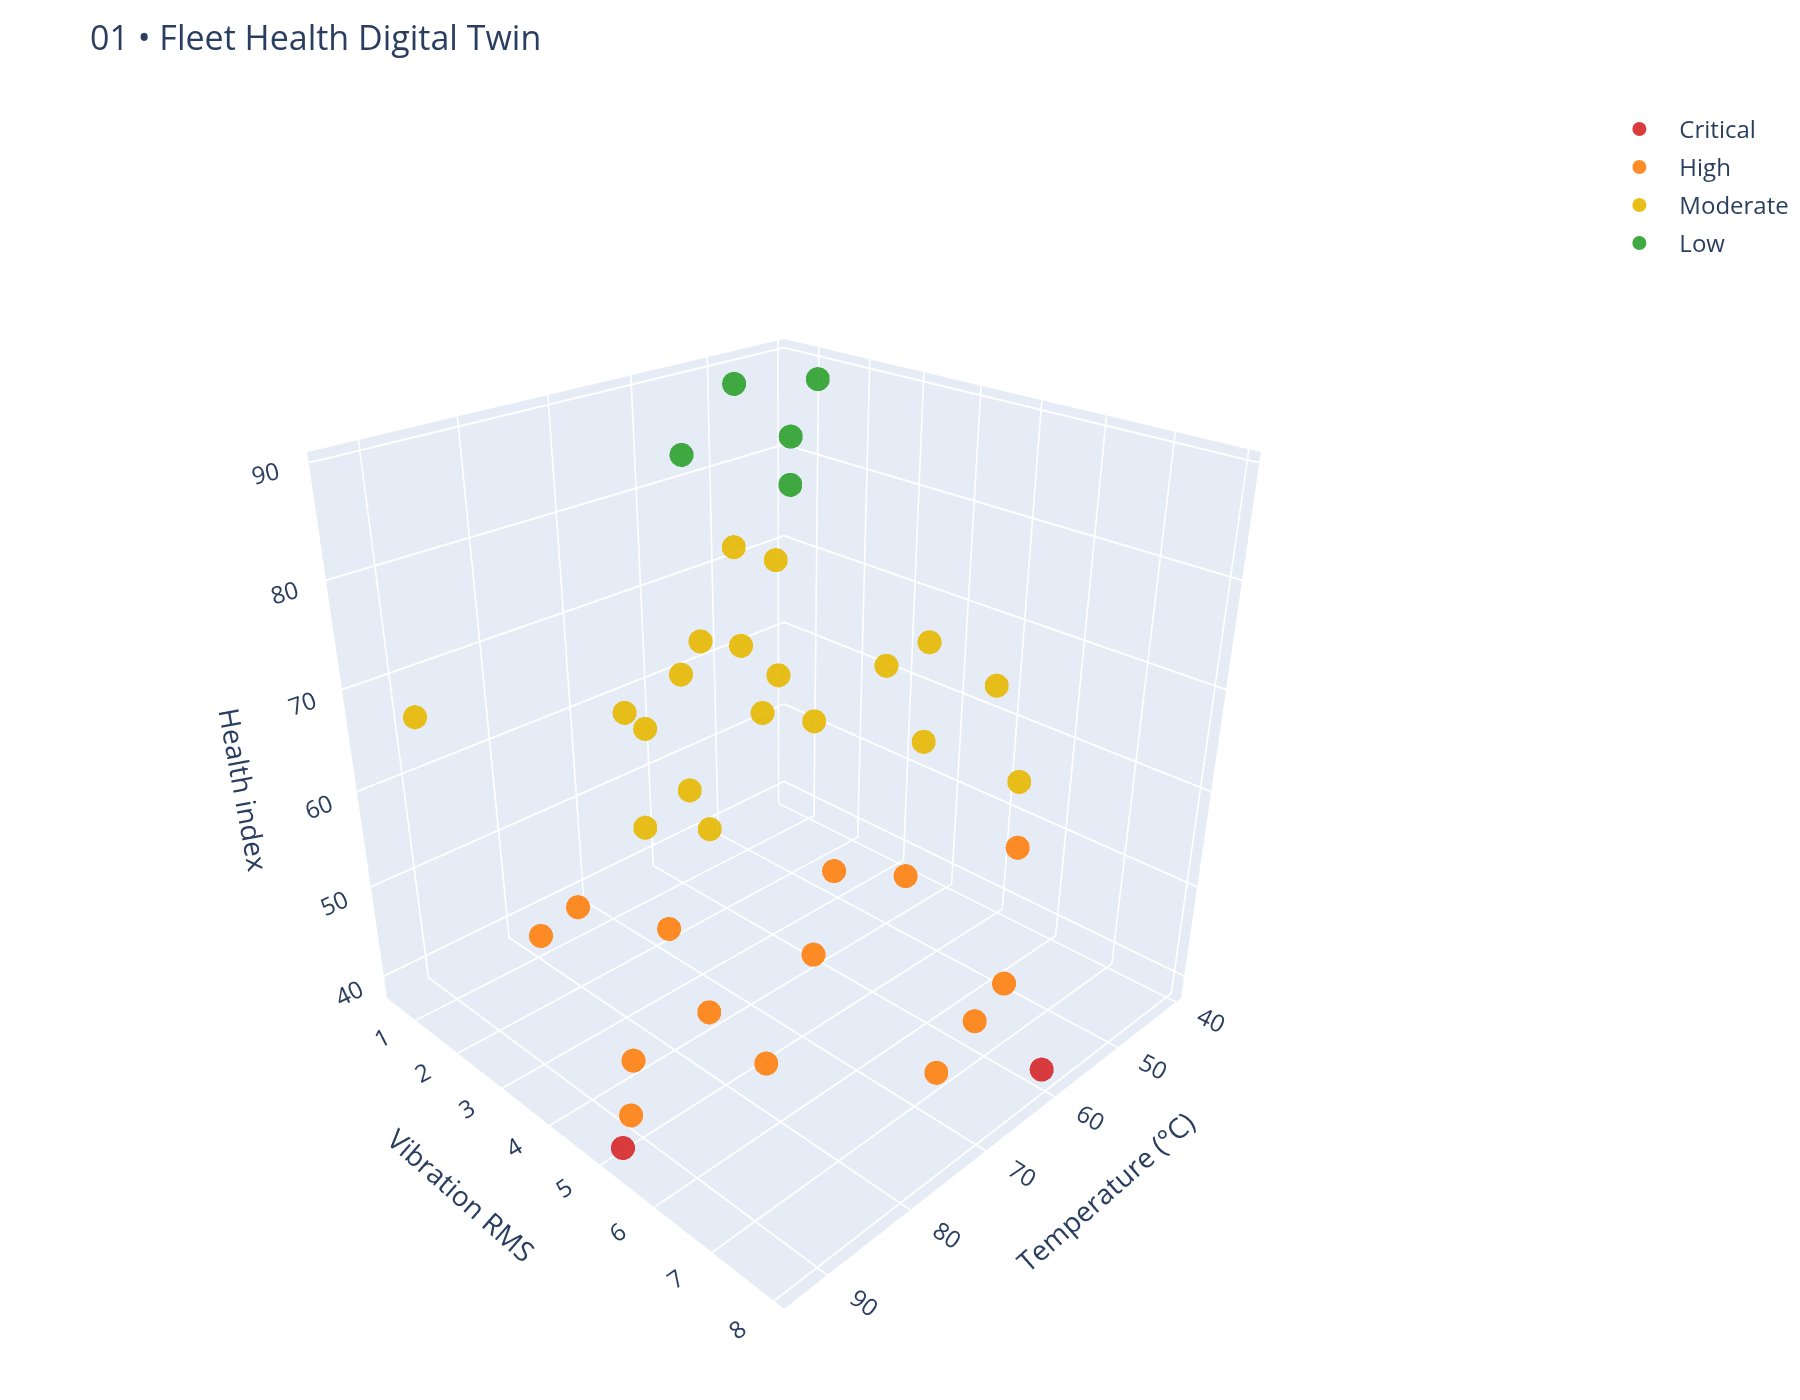 01 • Fleet Health Digital Twin
Critical
High
Moderate
Low
90
80
70
60
50
40
Health index
1
2
3
4
5
6
7
8
Vibration RMS
40
50
60
70
80
90
Temperature (°C)